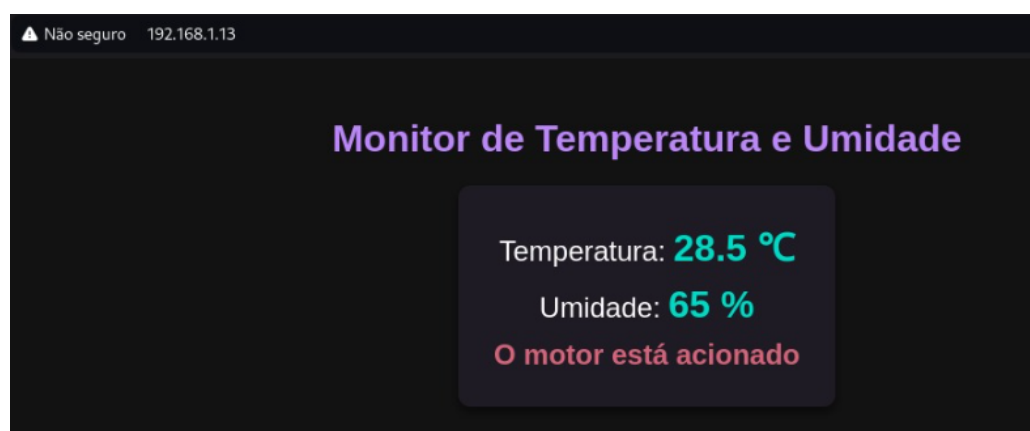 Não seguro 192.168.1.13
Monitor de Temperatura e Umidade
Temperatura: 28.5 ℃
Umidade: 65 %
O motor está acionado